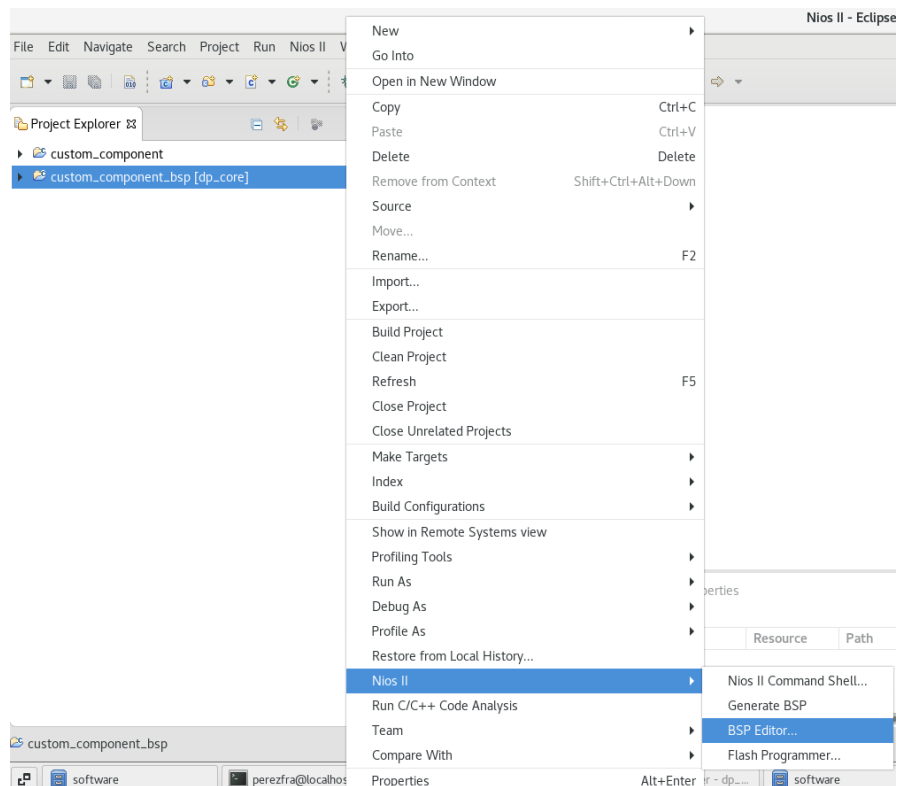 Nios II - Eclipse
File Edit Navigate Search Project Run Nios II
Project Explorer
custom_component
custom_component_bsp [dp_core]
New
Go Into
Open in New Window
Copy Ctrl+C
Paste Ctrl+V
Delete Delete
Remove from Context Shift+Ctrl+Alt+Down
Source
Move...
Rename... F2
Import...
Export...
Build Project
Clean Project
Refresh F5
Close Project
Close Unrelated Projects
Make Targets
Index
Build Configurations
Show in Remote Systems view
Profiling Tools
Run As
Debug As
Profile As
Restore from Local History...
Nios II
Run C/C++ Code Analysis
Team
Compare With
Properties Alt+Enter
perties
Resource Path
Nios II Command Shell...
Generate BSP
BSP Editor...
Flash Programmer...
custom_component_bsp
software perezfra@localhos r - dp_... software